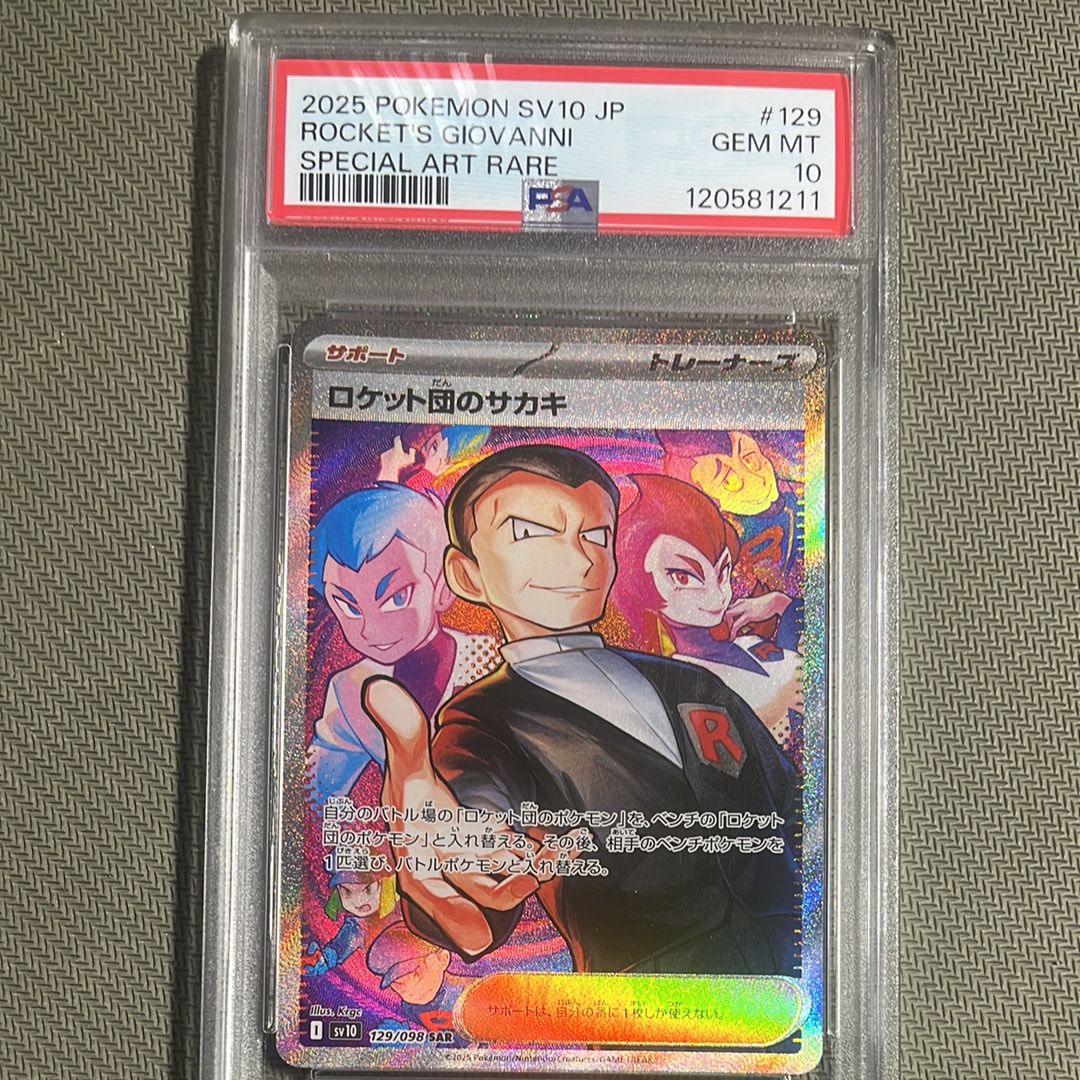 2025 POKEMON SV10 JP #129
ROCKET'S GIOVANNI GEM MT
SPECIAL ART RARE 10
PSA 120581211
サポート トレーナーズ
ロケット団のサカキ
R
自分のバトル場の「ロケット団のポケモン」を、ベンチの「ロケット
団のポケモン」と入れ替える。その後、相手のベンチポケモンを
1匹選び、バトルポケモンと入れ替える。
サポートは、自分の番に1枚しか使えない。
Illus. Krgc
I sv10 129/098 SAR
©2025 Pokémon/Nintendo/Creatures/GAME FREAK